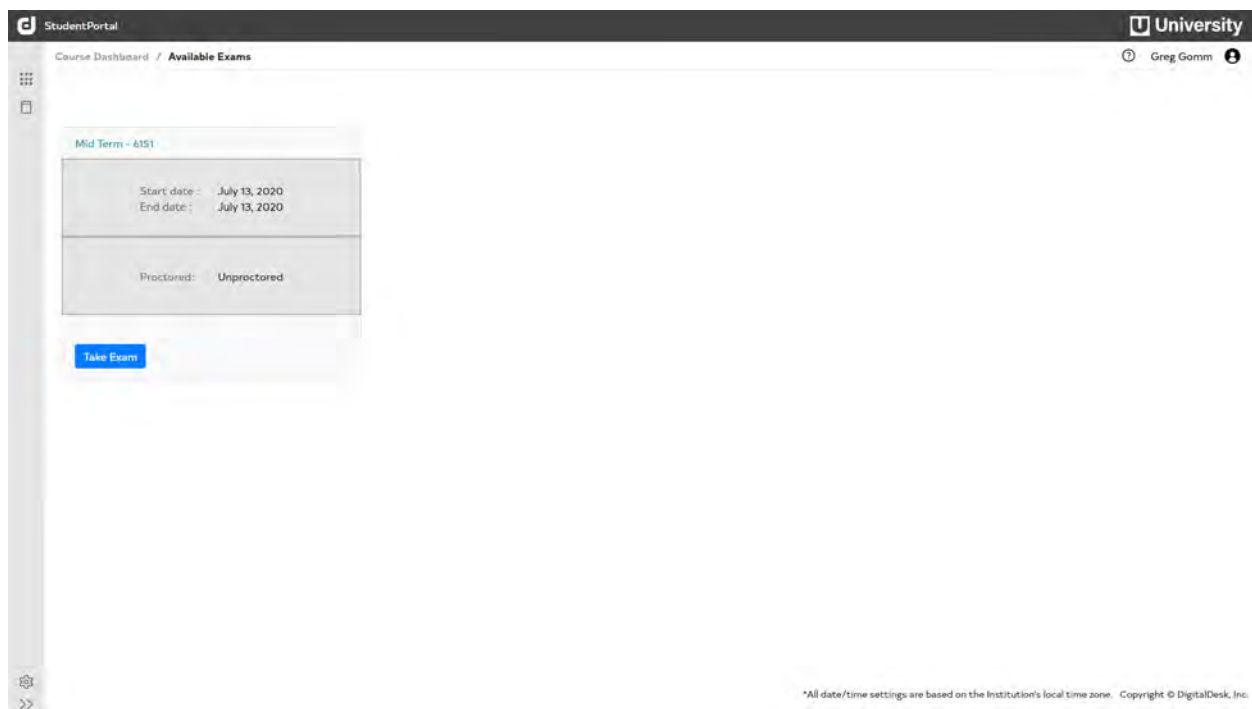 StudentPortal
University
Course Dashboard / Available Exams
Greg Gomm
Mid Term - 6151
Start date : July 13, 2020
End date : July 13, 2020
Proctored: Unproctored
Take Exam
*All date/time settings are based on the Institution's local time zone. Copyright © DigitalDesk, Inc.